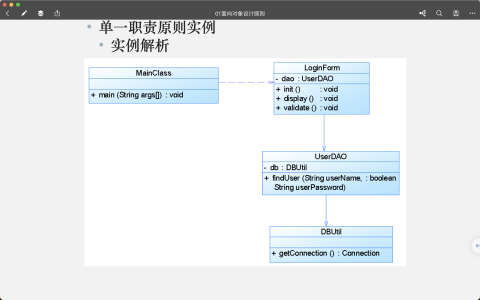 01面向对象设计原则
单一职责原则实例
实例解析
MainClass
+ main (String args[]) : void
LoginForm
- dao : UserDAO
+ init () : void
+ display () : void
+ validate () : void
UserDAO
- db : DBUtil
+ findUser (String userName, : boolean
String userPassword)
DBUtil
+ getConnection () : Connection